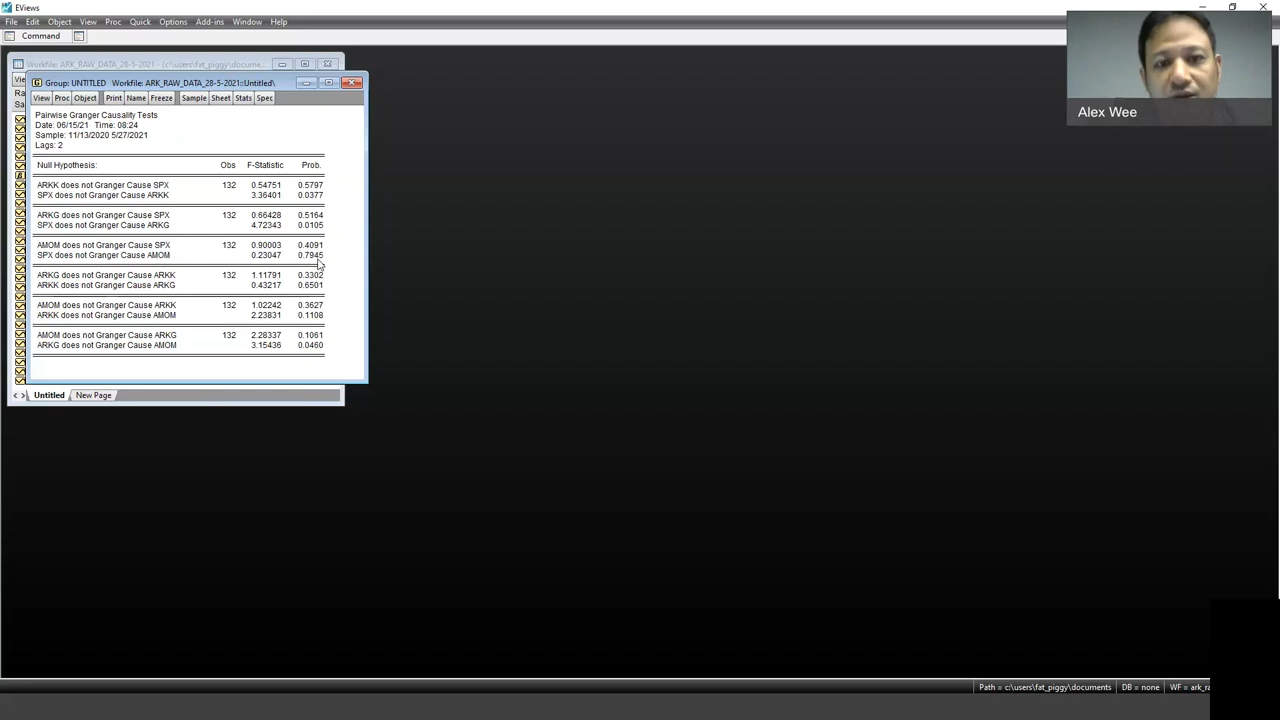 EViews
File Edit Object View Proc Quick Options Add-ins Window Help
Command
Workfile: ARK_RAW_DATA_28-5-2021 - (c:\users\fat_piggy\docume...
Group: UNTITLED Workfile: ARK_RAW_DATA_28-5-2021::Untitled\
View Proc Object Print Name Freeze Sample Sheet Stats Spec
Pairwise Granger Causality Tests
Date: 06/15/21 Time: 08:24
Sample: 11/13/2020 5/27/2021
Lags: 2
Null Hypothesis: Obs F-Statistic Prob.
ARKK does not Granger Cause SPX 132 0.54751 0.5797
SPX does not Granger Cause ARKK 3.36401 0.0377
ARKG does not Granger Cause SPX 132 0.66428 0.5164
SPX does not Granger Cause ARKG 4.72343 0.0105
AMOM does not Granger Cause SPX 132 0.90003 0.4091
SPX does not Granger Cause AMOM 0.23047 0.7945
ARKG does not Granger Cause ARKK 132 1.11791 0.3302
ARKK does not Granger Cause ARKG 0.43217 0.6501
AMOM does not Granger Cause ARKK 132 1.02242 0.3627
ARKK does not Granger Cause AMOM 2.23831 0.1108
AMOM does not Granger Cause ARKG 132 2.28337 0.1061
ARKG does not Granger Cause AMOM 3.15436 0.0460
Untitled New Page
Alex Wee
Path = c:\users\fat_piggy\documents DB = none WF = ark_ra